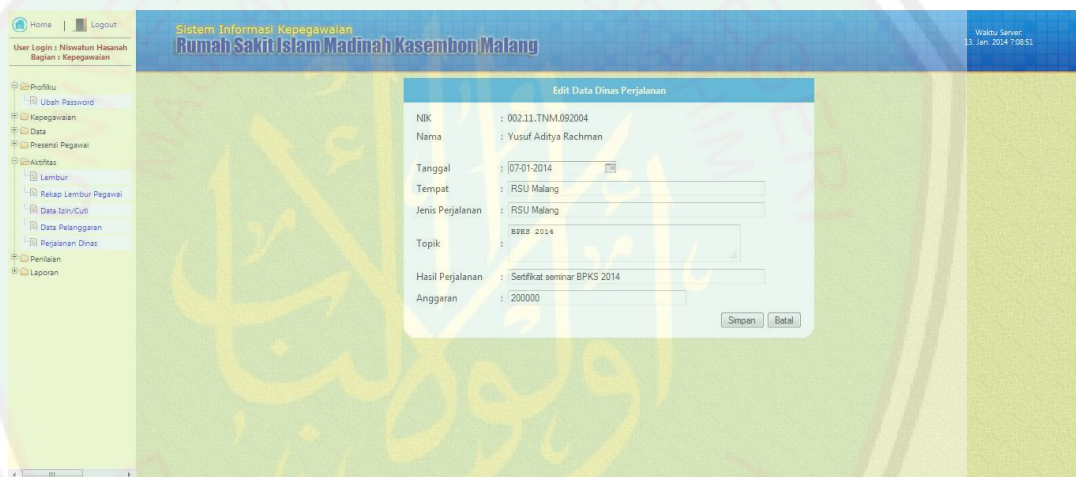 Home | Logout
User Login : Niswatun Hasanah
Bagian : Kepegawaian
Sistem Informasi Kepegawaian
Rumah Sakit Islam Madinah Kasembon Malang
Waktu Server:
13. Jan. 2014 7:08:51
Profilku
Ubah Password
Kepegawaian
Data
Presensi Pegawai
Aktifitas
Lembur
Rekap Lembur Pegawai
Data Izin/Cuti
Data Pelanggaran
Perjalanan Dinas
Penilaian
Laporan
Edit Data Dinas Perjalanan
NIK : 002.11.TNM.092004
Nama : Yusuf Aditya Rachman
Tanggal : 07-01-2014
Tempat : RSU Malang
Jenis Perjalanan : RSU Malang
Topik : BPKS 2014
Hasil Perjalanan : Sertifikat seminar BPKS 2014
Anggaran : 200000
Simpan Batal